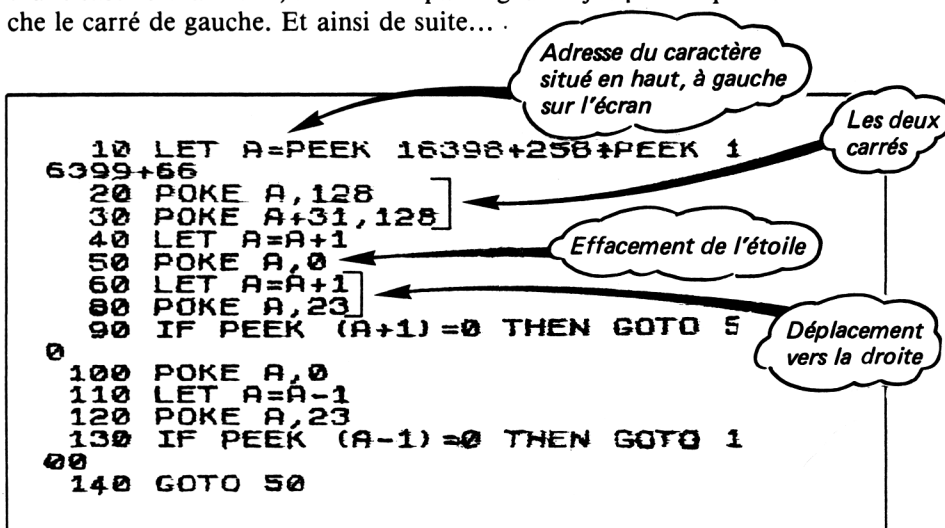 che le carré de gauche. Et ainsi de suite...
Adresse du caractère
situé en haut, à gauche
sur l'écran
Les deux
carrés
10 LET A=PEEK 16398+256*PEEK 1
6399+66
20 POKE A,128
30 POKE A+31,128
40 LET A=A+1
Effacement de l'étoile
50 POKE A,0
60 LET A=A+1
80 POKE A,23
Déplacement
vers la droite
90 IF PEEK (A+1)=0 THEN GOTO 5
0
100 POKE A,0
110 LET A=A-1
120 POKE A,23
130 IF PEEK (A-1)=0 THEN GOTO 1
00
140 GOTO 50